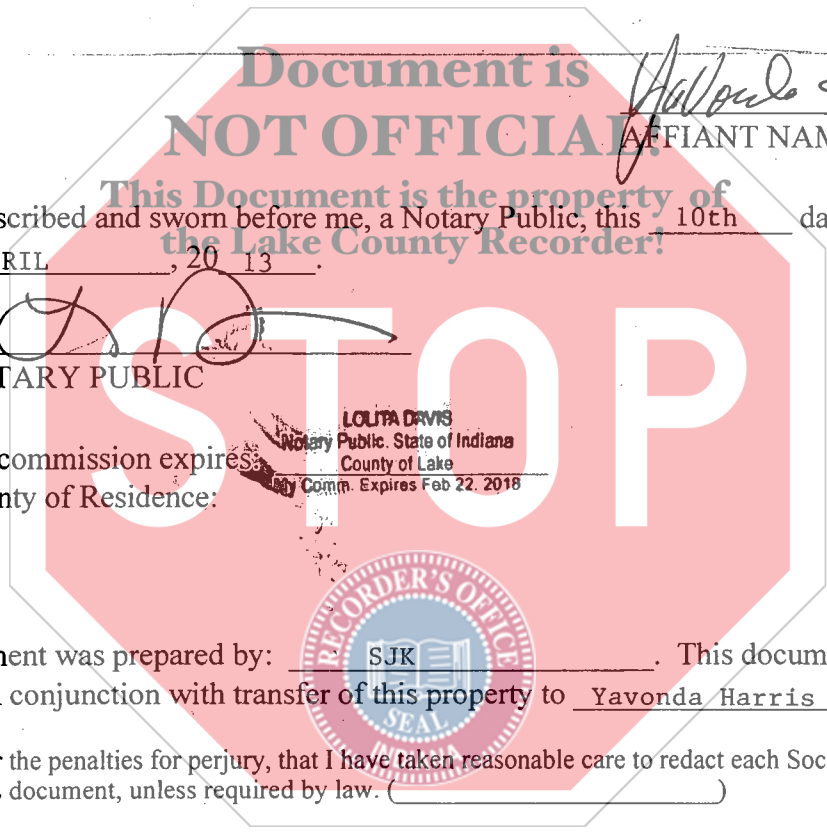 Document is
NOT OFFICIAL!
AFFIANT NAM
This Document is the property of
scribed and sworn before me, a Notary Public, this 10th da
the Lake County Recorder!
RIL , 20 13 .
STOP
TARY PUBLIC
LOLITA DAVIS
Notary Public. State of Indiana
commission expires: County of Lake
My Comm. Expires Feb 22, 2018
nty of Residence:
RECORDER'S OFFICE
SEAL
INDIANA
ent was prepared by: SJK . This docum
conjunction with transfer of this property to Yavonda Harris
the penalties for perjury, that I have taken reasonable care to redact each Soc
document, unless required by law. ( )